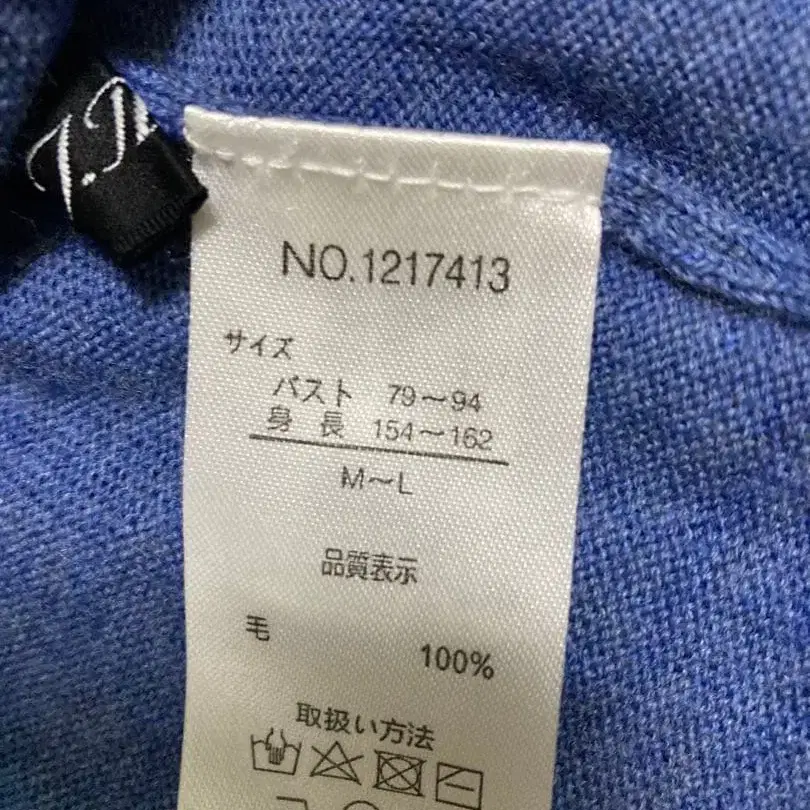 NO.1217413
サイズ
バスト 79〜94
身長 154〜162
M〜L
品質表示
毛
100%
取扱い方法